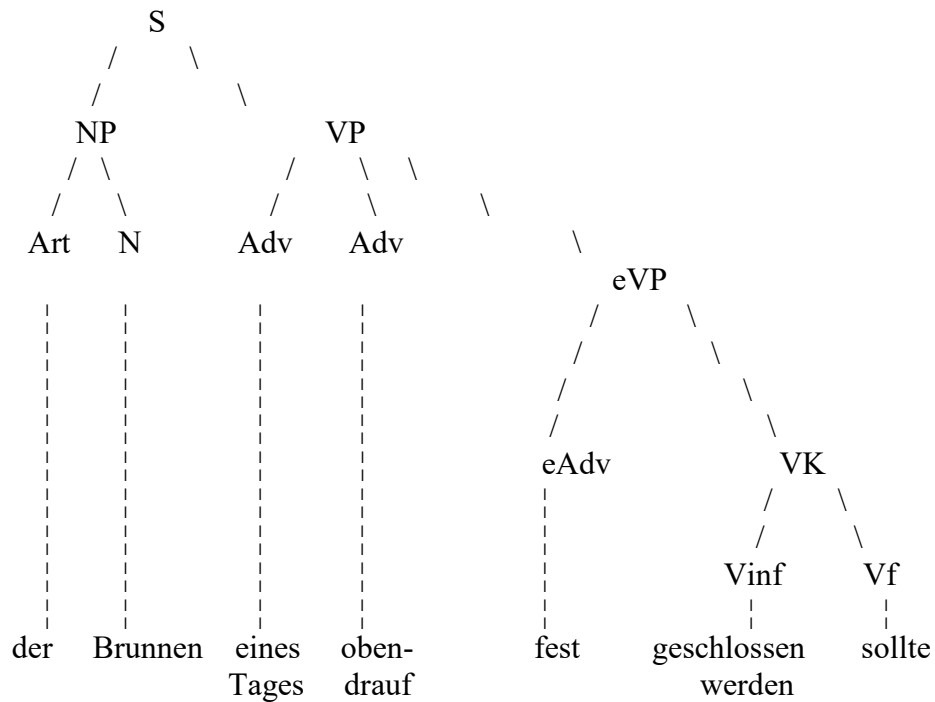 S
NP VP
Art N Adv Adv
eVP
eAdv VK
Vinf Vf
der Brunnen eines oben- fest geschlossen sollte
Tages drauf werden